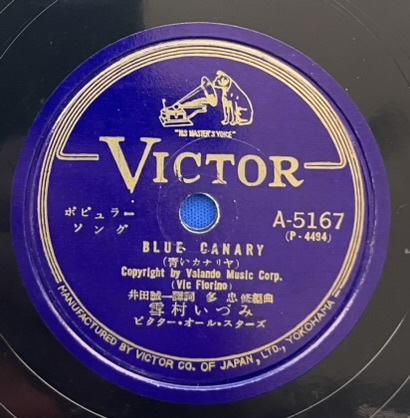 "HIS MASTER'S VOICE"
VICTOR
ポピュラー
ソング
A-5167
(P-4494)
BLUE CANARY
(青いカナリヤ)
Copyright by Valando Music Corp.
(Vic Florino)
井田誠一譯詞 多 忠修編曲
雪村いづみ
ビクター・オール・スターズ
MANUFACTURED BY VICTOR CO. OF JAPAN, LTD., YOKOHAMA